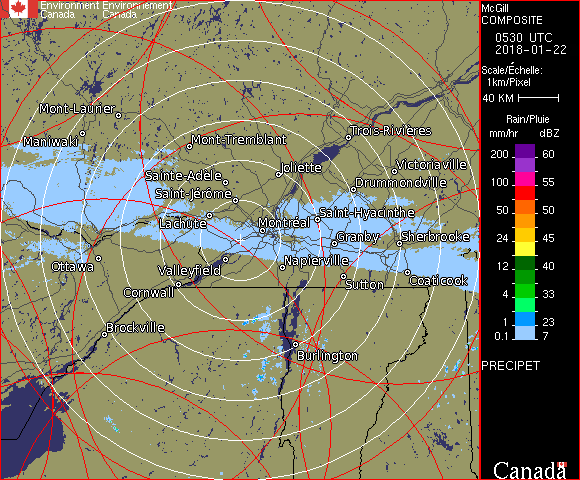 Environment Environnement
Canada Canada
McGill
COMPOSITE
0530 UTC
2018-01-22
Scale/Échelle:
1km/Pixel
40 KM
Rain/Pluie
mm/hr dBZ
200 60
150 57
100 55
50 50
24 45
12 40
4 33
1 23
0.1 7
PRECIPET
Canada
Mont-Laurier
Maniwaki
Mont-Tremblant
Trois-Rivières
Joliette
Victoriaville
Sainte-Adèle
Drummondville
Saint-Jérôme
Saint-Hyacinthe
Lachute
Montréal
Granby
Sherbrooke
Ottawa
Valleyfield
Napierville
Coaticook
Cornwall
Sutton
Brockville
Burlington